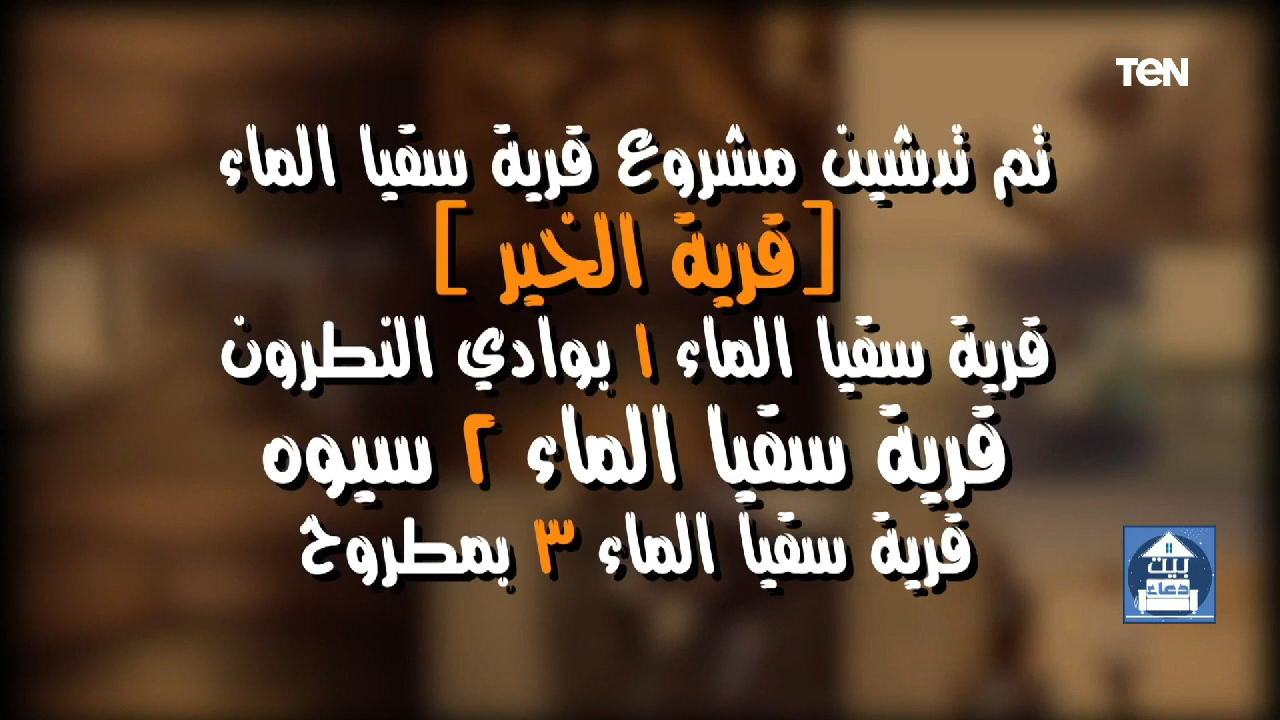 TeN
تم تدشين مشروع قرية سقيا الماء
[قرية الخير ]
قرية سقيا الماء ١ بوادي النطرون
قرية سقيا الماء ٢ سيوه
قرية سقيا الماء ٣ بمطروح
بيت
دعاء